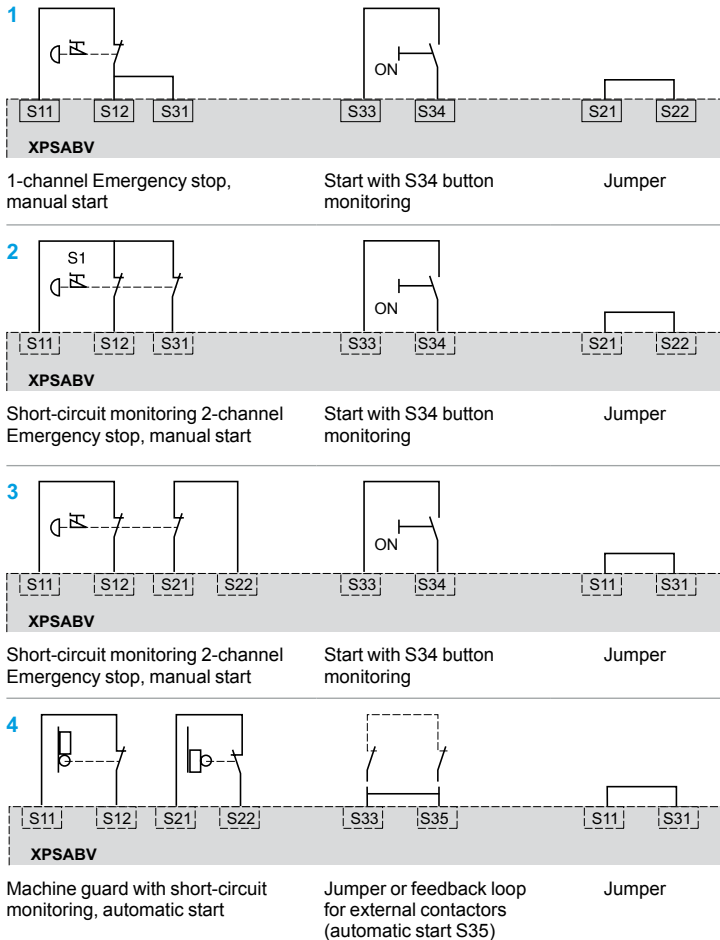 1
ON
S11 S12 S31 S33 S34 S21 S22
XPSABV
1-channel Emergency stop,
manual start
Start with S34 button
monitoring
Jumper
2
S1
ON
S11 S12 S31 S33 S34 S21 S22
XPSABV
Short-circuit monitoring 2-channel
Emergency stop, manual start
Start with S34 button
monitoring
Jumper
3
ON
S11 S12 S21 S22 S33 S34 S11 S31
XPSABV
Short-circuit monitoring 2-channel
Emergency stop, manual start
Start with S34 button
monitoring
Jumper
4
S11 S12 S21 S22 S33 S35 S11 S31
XPSABV
Machine guard with short-circuit
monitoring, automatic start
Jumper or feedback loop
for external contactors
(automatic start S35)
Jumper